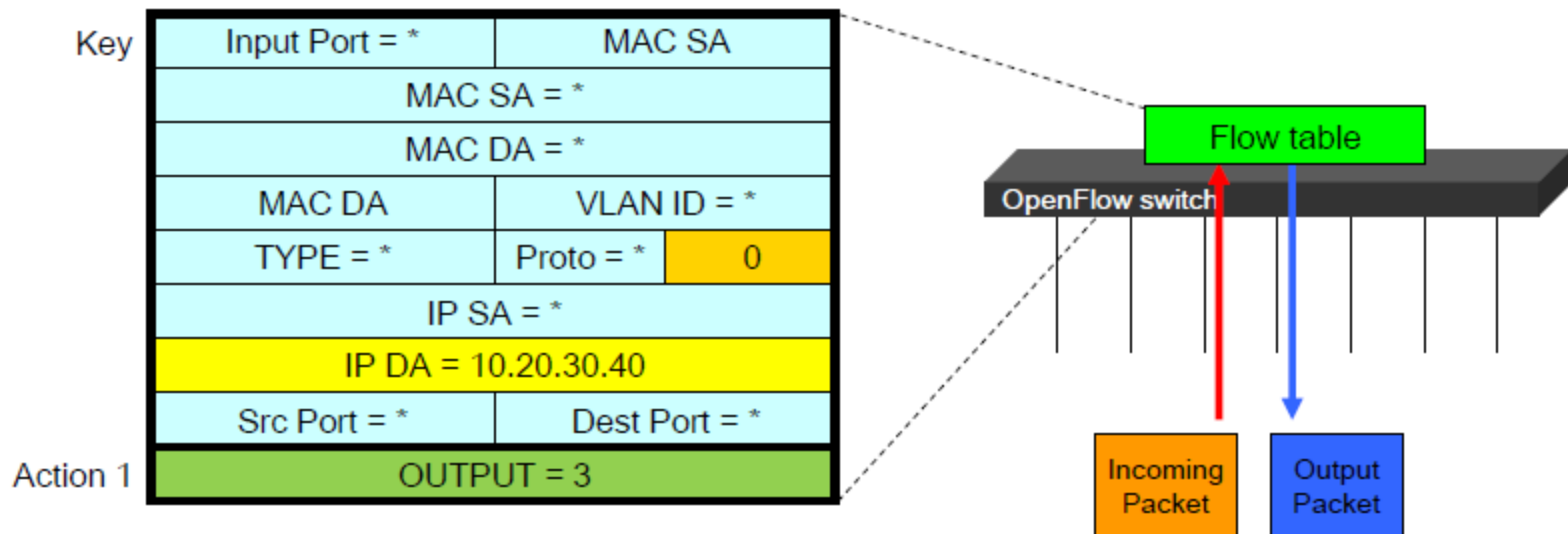 Key
Input Port = *
MAC SA
MAC SA = *
MAC DA = *
MAC DA
VLAN ID = *
TYPE = *
Proto = *
0
IP SA = *
IP DA = 10.20.30.40
Src Port = *
Dest Port = *
Action 1
OUTPUT = 3
Flow table
OpenFlow switch
Incoming
Packet
Output
Packet